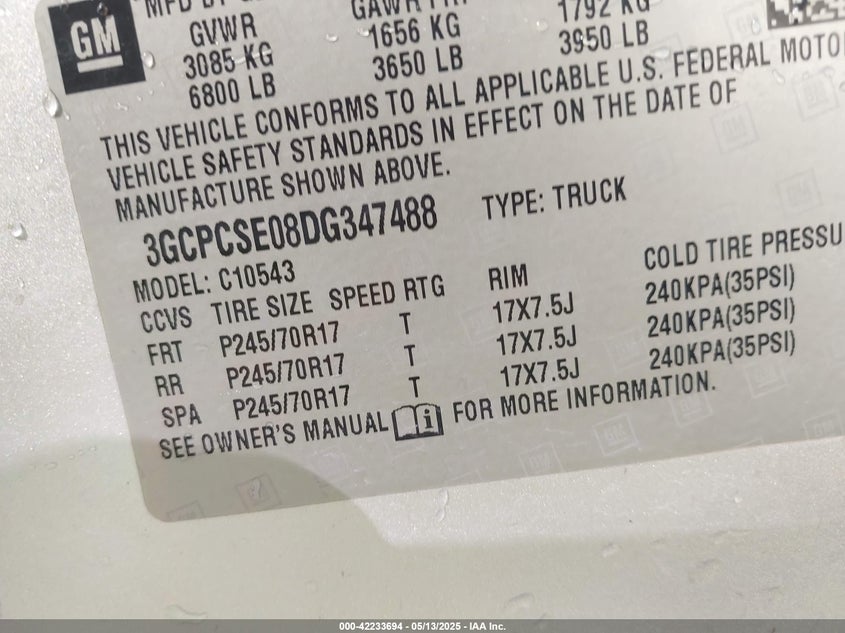 GM
MFD BY
GVWR GAWR FRT
3085 KG 1656 KG 1792 KG
6800 LB 3650 LB 3950 LB
THIS VEHICLE CONFORMS TO ALL APPLICABLE U.S. FEDERAL MOTO
VEHICLE SAFETY STANDARDS IN EFFECT ON THE DATE OF
MANUFACTURE SHOWN ABOVE.
3GCPCSE08DG347488 TYPE: TRUCK
MODEL: C10543
CCVS TIRE SIZE SPEED RTG RIM COLD TIRE PRESSU
FRT P245/70R17 T 17X7.5J 240KPA(35PSI)
RR P245/70R17 T 17X7.5J 240KPA(35PSI)
SPA P245/70R17 T 17X7.5J 240KPA(35PSI)
SEE OWNER'S MANUAL i FOR MORE INFORMATION.
000-42233694 - 05/13/2025 - IAA Inc.